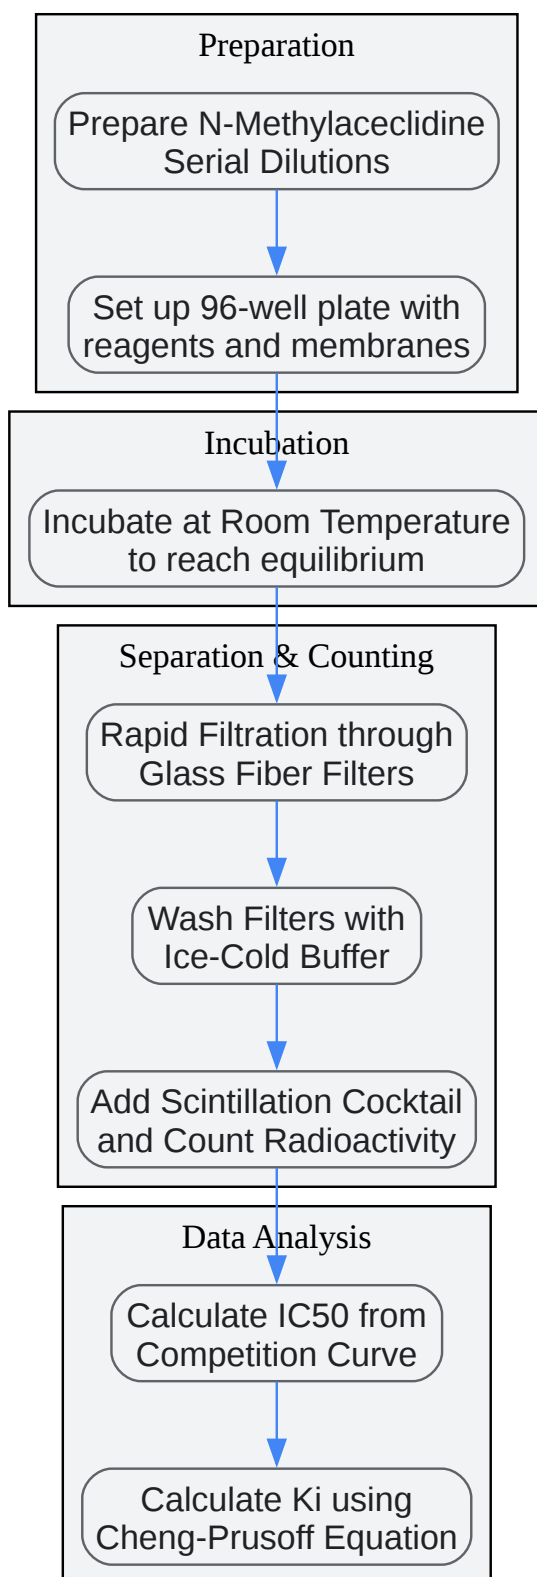 Preparation
Prepare N-Methylaceclidine
Serial Dilutions
Set up 96-well plate with
reagents and membranes
Incubation
Incubate at Room Temperature
to reach equilibrium
Separation & Counting
Rapid Filtration through
Glass Fiber Filters
Wash Filters with
Ice-Cold Buffer
Add Scintillation Cocktail
and Count Radioactivity
Data Analysis
Calculate IC50 from
Competition Curve
Calculate Ki using
Cheng-Prusoff Equation